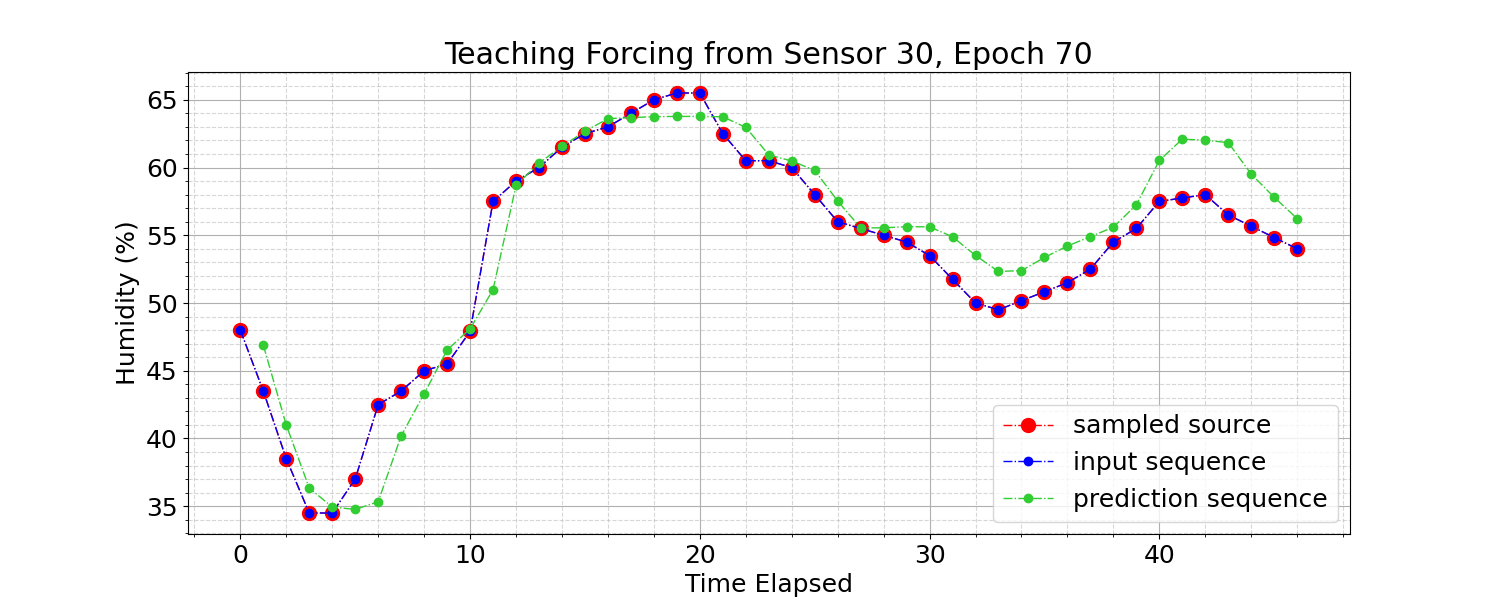 Teaching Forcing from Sensor 30, Epoch 70
Humidity (%)
65
60
55
50
45
40
35
sampled source
input sequence
prediction sequence
0 10 20 30 40
Time Elapsed